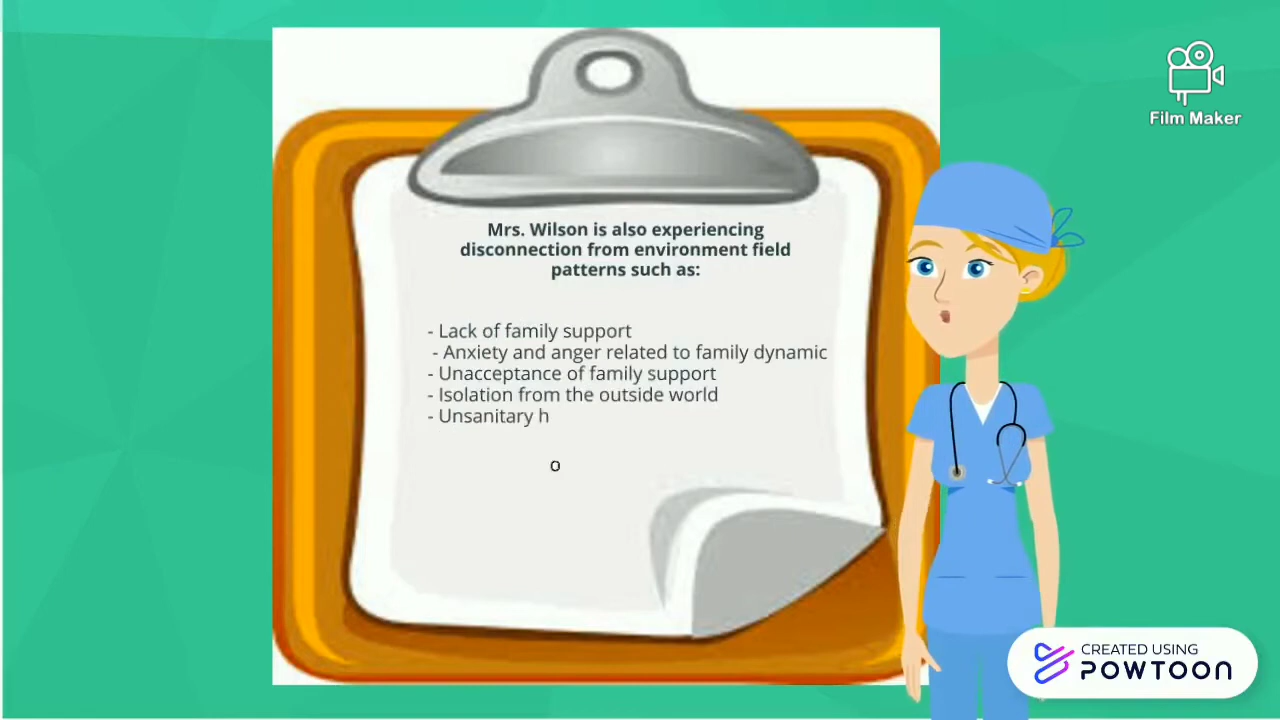 Film Maker
Mrs. Wilson is also experiencing
disconnection from environment field
patterns such as:
- Lack of family support
- Anxiety and anger related to family dynamic
- Unacceptance of family support
- Isolation from the outside world
- Unsanitary h
o
CREATED USING
POWTOON